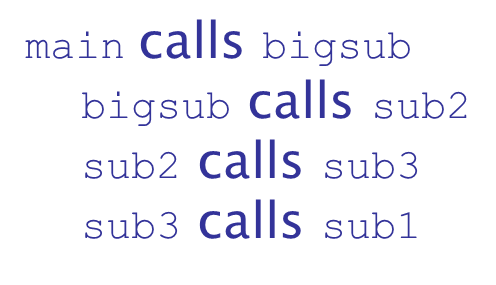 main calls bigsub
bigsub calls sub2
sub2 calls sub3
sub3 calls sub1